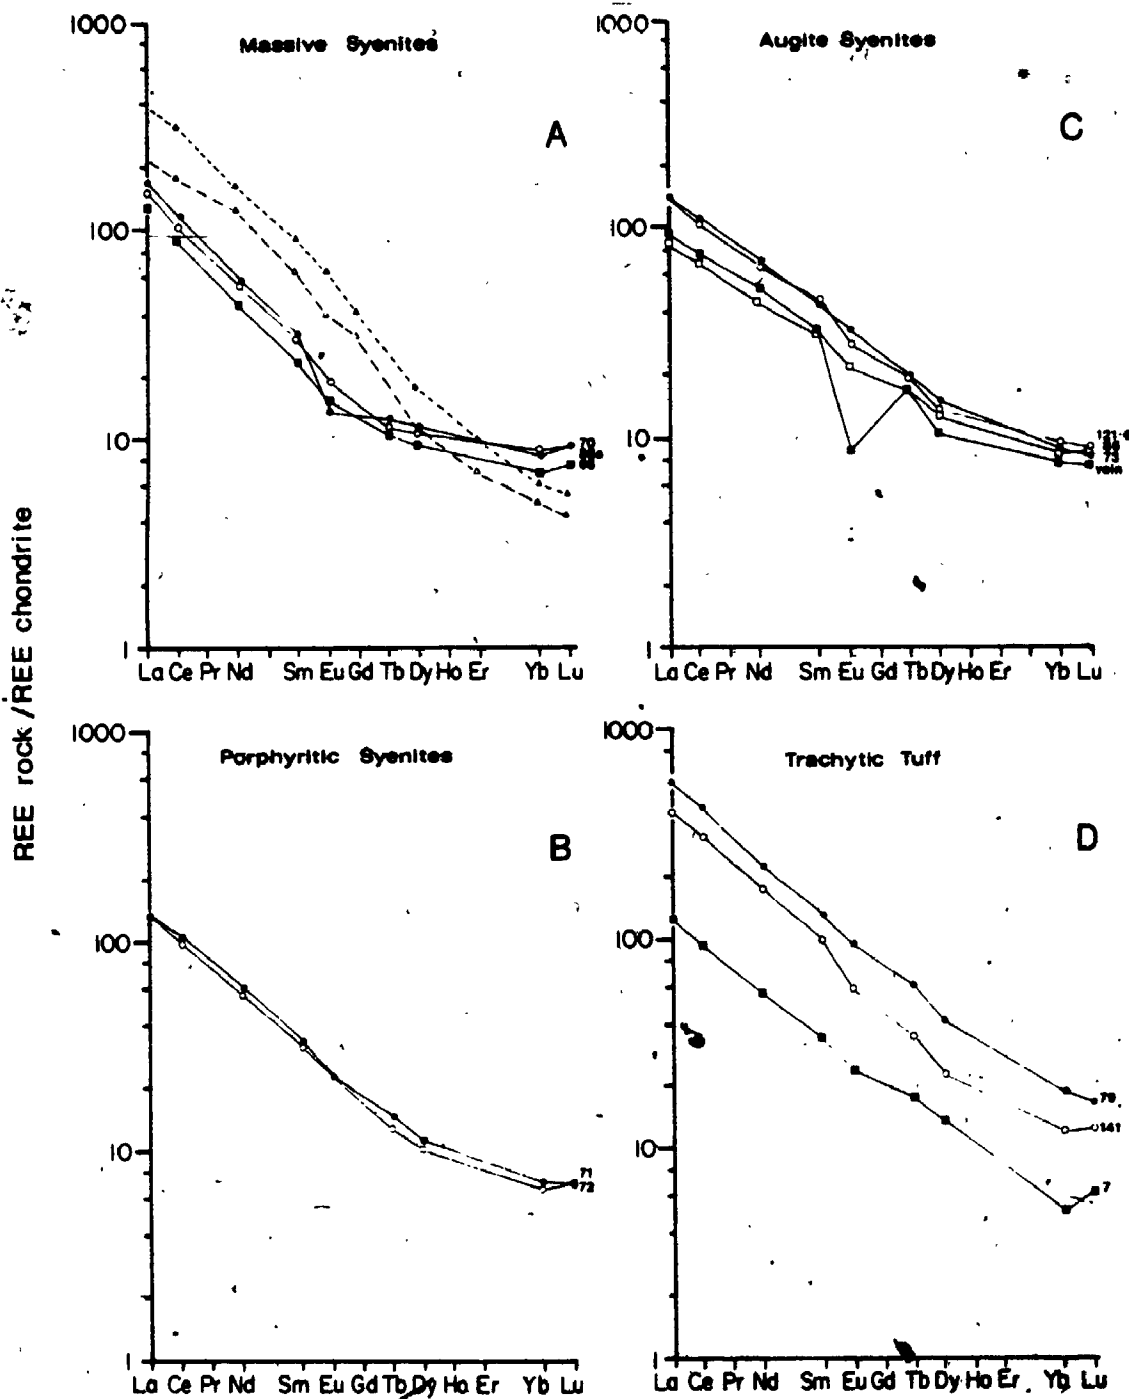 REE rock/REE chondrite
Massive Syenites
A
1000
100
10
1
70
La Ce Pr Nd Sm Eu Gd Tb Dy Ho Er Yb Lu
Augite Syenites
C
1000
100
10
1
73
vein
La Ce Pr Nd Sm Eu Gd Tb Dy Ho Er Yb Lu
Porphyritic Syenites
B
1000
100
10
1
71
72
La Ce Pr Nd Sm Eu Gd Tb Dy Ho Er Yb Lu
Trachytic Tuff
D
1000
100
10
1
79
141
7
La Ce Pr Nd Sm Eu Gd Tb Dy Ho Er Yb Lu